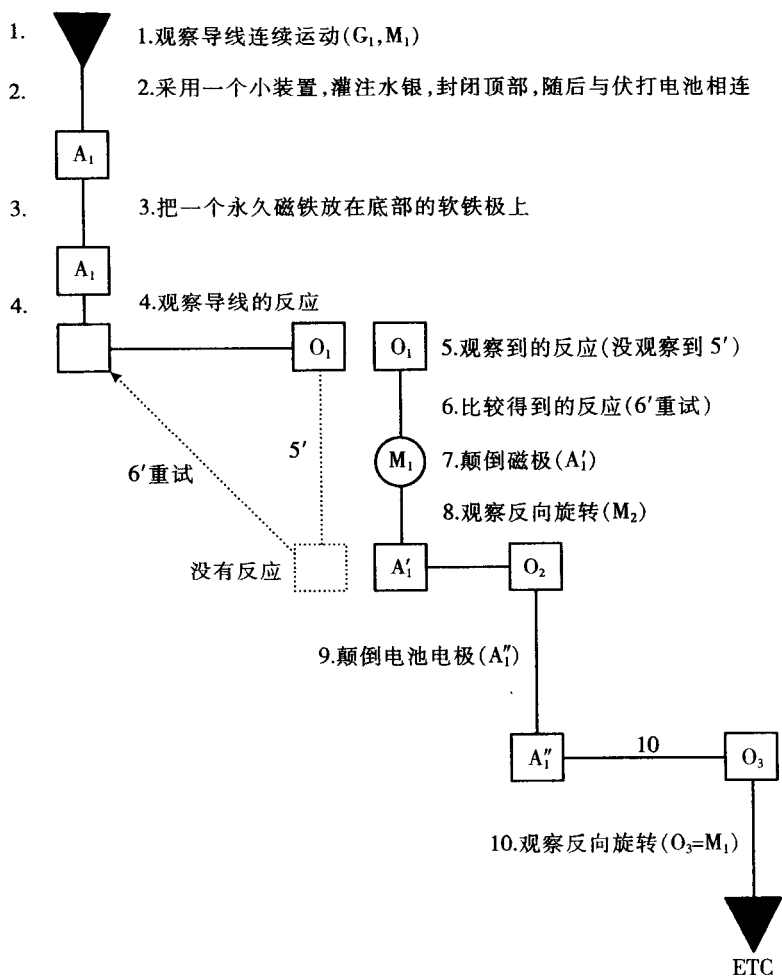 1.
1.观察导线连续运动(G₁,M₁)
2.
2.采用一个小装置,灌注水银,封闭顶部,随后与伏打电池相连
A₁
3.
3.把一个永久磁铁放在底部的软铁极上
A₁
4.
4.观察导线的反应
O₁
O₁
5.观察到的反应(没观察到 5′)
6.比较得到的反应(6′重试)
5′
6′重试
M₁
7.颠倒磁极(A₁′)
8.观察反向旋转(M₂)
没有反应
A₁′
O₂
9.颠倒电池电极(A₁″)
A₁″
10
O₃
10.观察反向旋转(O₃=M₁)
ETC